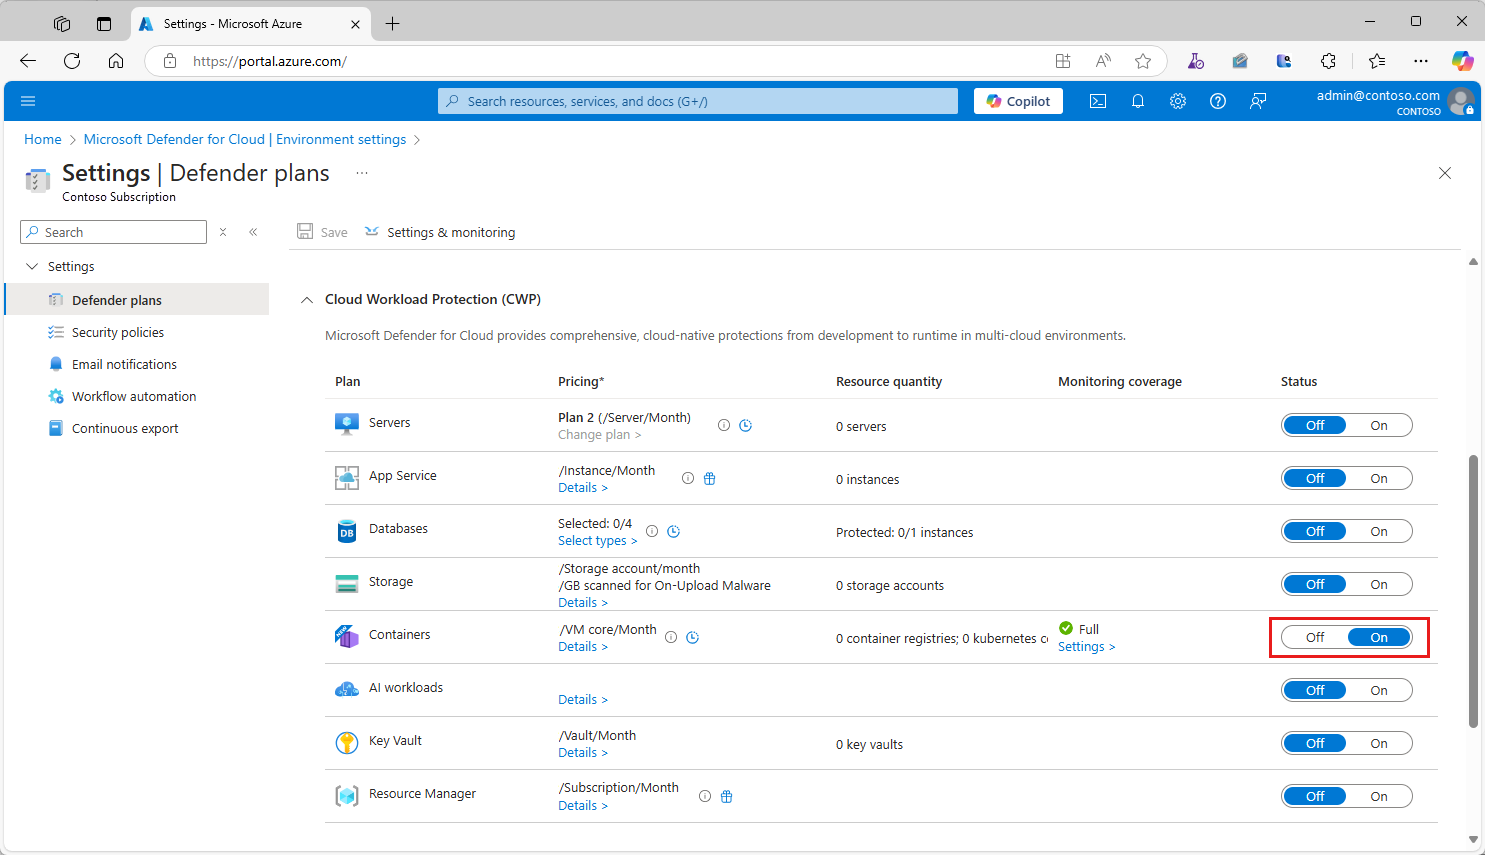 Settings - Microsoft Azure
https://portal.azure.com/
Search resources, services, and docs (G+/)
Copilot
admin@contoso.com
CONTOSO
Home > Microsoft Defender for Cloud | Environment settings >
Settings | Defender plans ...
Contoso Subscription
Search
Save
Settings & monitoring
Settings
Defender plans
Security policies
Email notifications
Workflow automation
Continuous export
Cloud Workload Protection (CWP)
Microsoft Defender for Cloud provides comprehensive, cloud-native protections from development to runtime in multi-cloud environments.
Plan Pricing* Resource quantity Monitoring coverage Status
Servers Plan 2 (/Server/Month) 0 servers Off On
Change plan >
App Service /Instance/Month 0 instances Off On
Details >
Databases Selected: 0/4 Protected: 0/1 instances Off On
Select types >
Storage /Storage account/month
/GB scanned for On-Upload Malware 0 storage accounts Off On
Details >
Containers /VM core/Month 0 container registries; 0 kubernetes co Full Off On
Details > Settings >
AI workloads Off On
Details >
Key Vault /Vault/Month 0 key vaults Off On
Details >
Resource Manager /Subscription/Month Off On
Details >